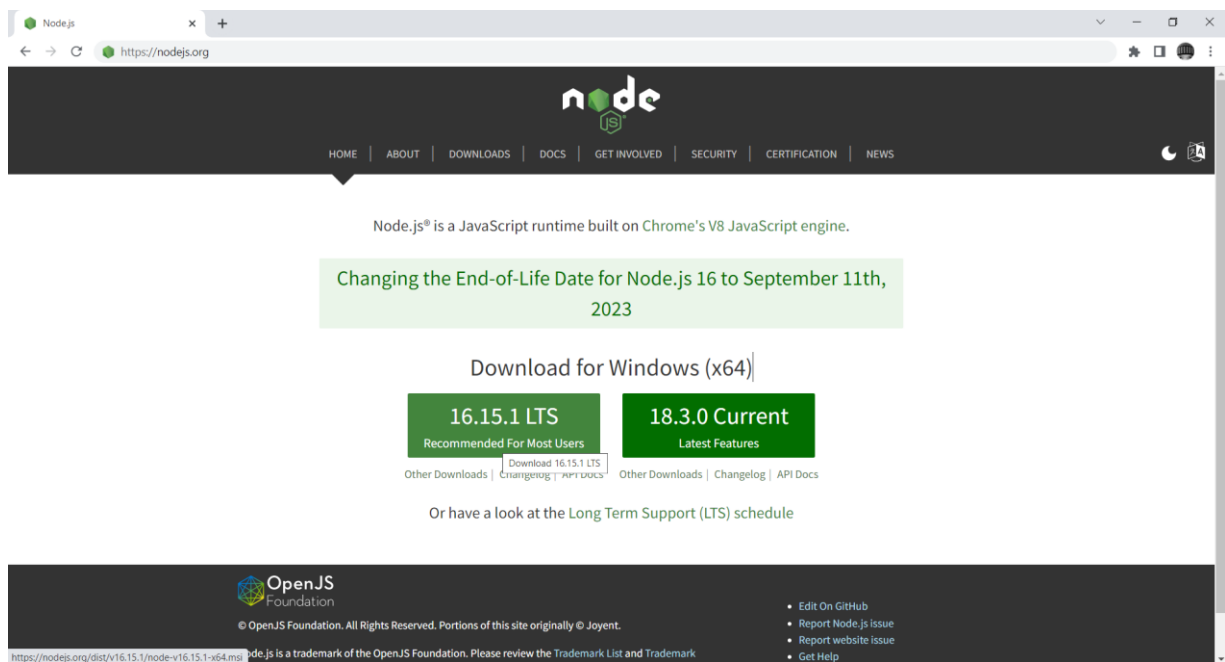 Node.js
https://nodejs.org
node
JS
HOME | ABOUT | DOWNLOADS | DOCS | GET INVOLVED | SECURITY | CERTIFICATION | NEWS
Node.js® is a JavaScript runtime built on Chrome's V8 JavaScript engine.
Changing the End-of-Life Date for Node.js 16 to September 11th,
2023
Download for Windows (x64)
16.15.1 LTS
Recommended For Most Users
18.3.0 Current
Latest Features
Download 16.15.1 LTS
Other Downloads | Changelog | API Docs
Other Downloads | Changelog | API Docs
Or have a look at the Long Term Support (LTS) schedule
OpenJS
Foundation
© OpenJS Foundation. All Rights Reserved. Portions of this site originally © Joyent.
ode.js is a trademark of the OpenJS Foundation. Please review the Trademark List and Trademark
Edit On GitHub
Report Node.js issue
Report website issue
Get Help
https://nodejs.org/dist/v16.15.1/node-v16.15.1-x64.msi